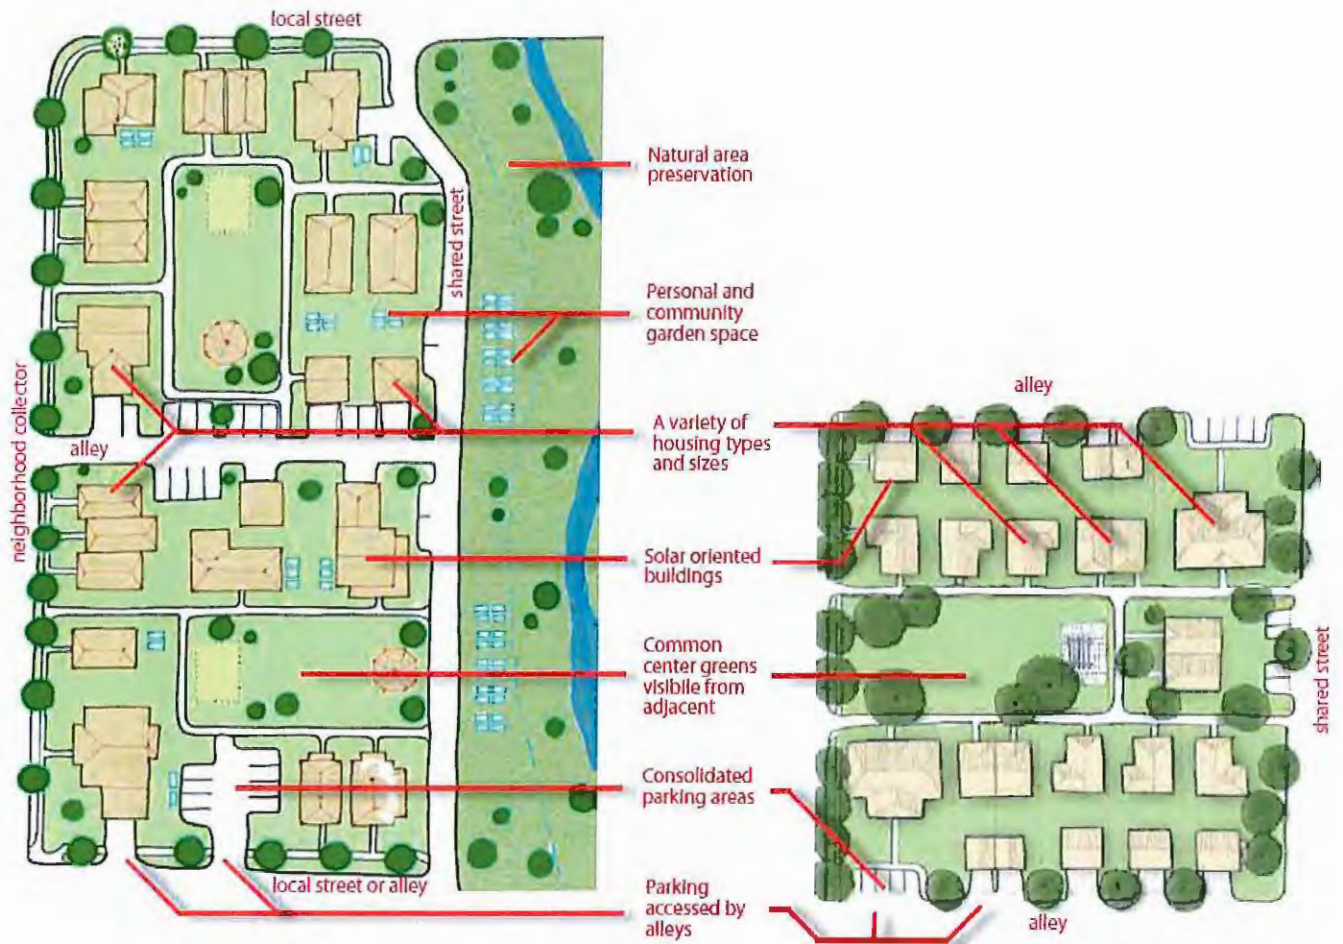 local street
Natural area
preservation
shared street
Personal and
community
garden space
neighborhood collector
alley
A variety of
housing types
and sizes
alley
Solar oriented
buildings
Common
center greens
visibile from
adjacent
shared street
Consolidated
parking areas
local street or alley
Parking
accessed by
alleys
alley